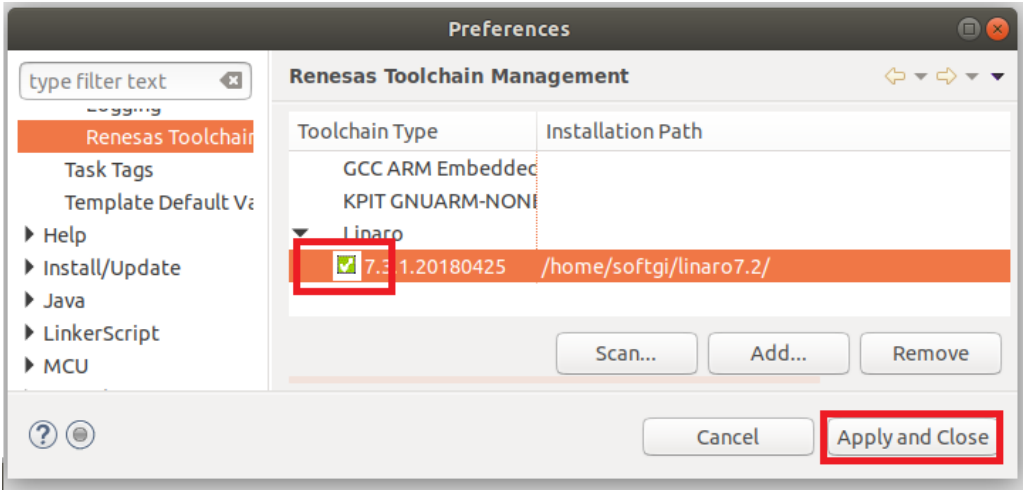 Preferences
type filter text
Logging
Renesas Toolchain
Task Tags
Template Default Va
Help
Install/Update
Java
LinkerScript
MCU
Renesas Toolchain Management
Toolchain Type Installation Path
GCC ARM Embedded
KPIT GNUARM-NONE
Linaro
7.3.1.20180425 /home/softgi/linaro7.2/
Scan... Add... Remove
? Cancel Apply and Close